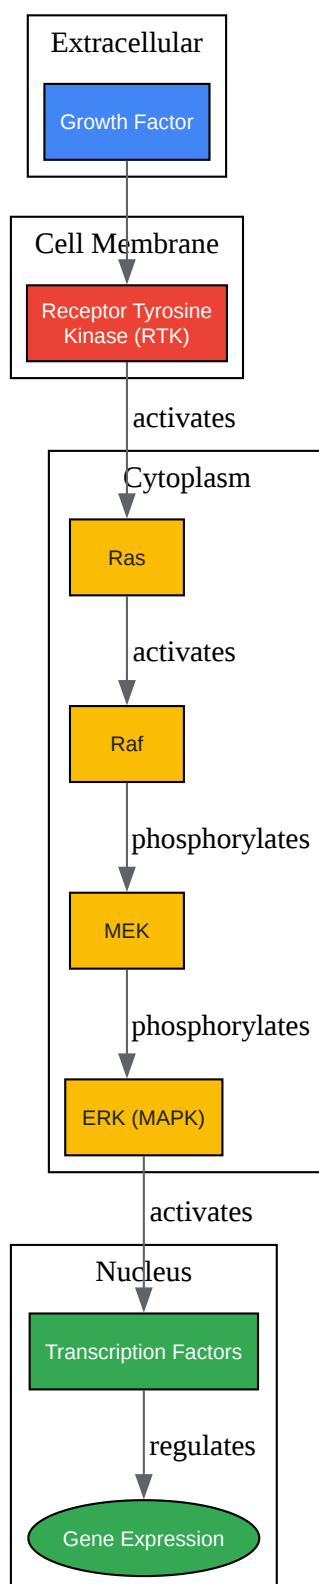 Extracellular
Growth Factor
Cell Membrane
Receptor Tyrosine
Kinase (RTK)
activates
Cytoplasm
Ras
activates
Raf
phosphorylates
MEK
phosphorylates
ERK (MAPK)
activates
Nucleus
Transcription Factors
regulates
Gene Expression